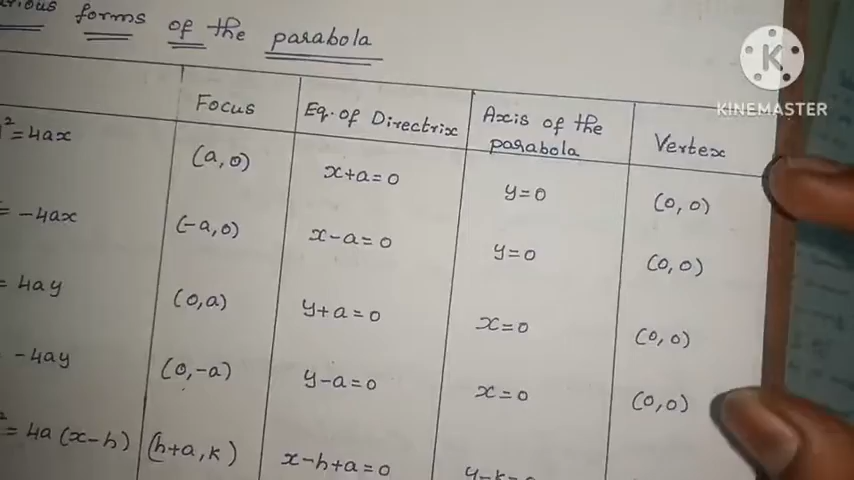 forms of the parabola
KINEMASTER
Focus Eq. of Directrix Axis of the parabola Vertex
² = 4ax (a, 0) x+a=0 y=0 (0, 0)
= -4ax (-a, 0) x-a=0 y=0 (0, 0)
= 4ay (0, a) y+a=0 x=0 (0, 0)
-4ay (0, -a) y-a=0 x=0 (0, 0)
² = 4a (x-h) (h+a, k) x-h+a=0